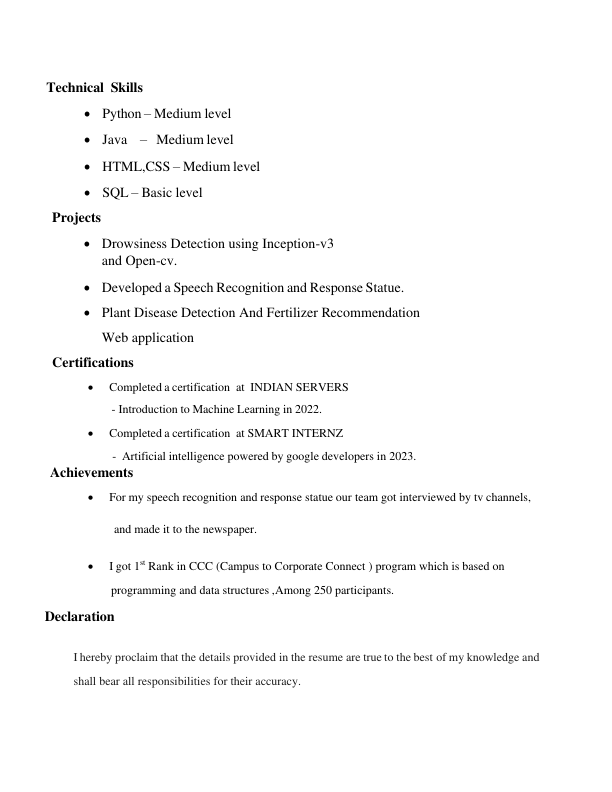 Technical Skills
• Python – Medium level
• Java – Medium level
• HTML,CSS – Medium level
• SQL – Basic level
Projects
• Drowsiness Detection using Inception-v3
and Open-cv.
• Developed a Speech Recognition and Response Statue.
• Plant Disease Detection And Fertilizer Recommendation
Web application
Certifications
• Completed a certification at INDIAN SERVERS
- Introduction to Machine Learning in 2022.
• Completed a certification at SMART INTERNZ
- Artificial intelligence powered by google developers in 2023.
Achievements
• For my speech recognition and response statue our team got interviewed by tv channels,
and made it to the newspaper.
• I got 1st Rank in CCC (Campus to Corporate Connect ) program which is based on
programming and data structures ,Among 250 participants.
Declaration
I hereby proclaim that the details provided in the resume are true to the best of my knowledge and
shall bear all responsibilities for their accuracy.